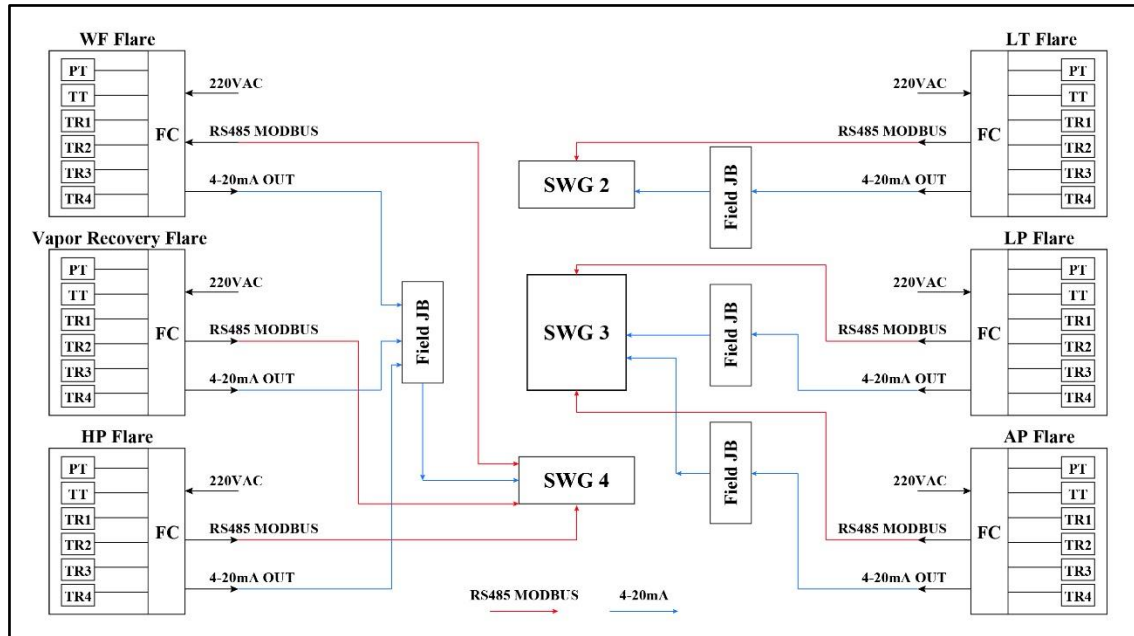 WF Flare
PT
TT
TR1
TR2
TR3
TR4
FC
220VAC
RS485 MODBUS
4-20mA OUT
Vapor Recovery Flare
PT
TT
TR1
TR2
TR3
TR4
FC
220VAC
RS485 MODBUS
4-20mA OUT
HP Flare
PT
TT
TR1
TR2
TR3
TR4
FC
220VAC
RS485 MODBUS
4-20mA OUT
Field JB
SWG 4
SWG 2
Field JB
SWG 3
Field JB
Field JB
LT Flare
220VAC
RS485 MODBUS
4-20mA OUT
FC
PT
TT
TR1
TR2
TR3
TR4
LP Flare
220VAC
RS485 MODBUS
4-20mA OUT
FC
PT
TT
TR1
TR2
TR3
TR4
AP Flare
220VAC
RS485 MODBUS
4-20mA OUT
FC
PT
TT
TR1
TR2
TR3
TR4
RS485 MODBUS
4-20mA